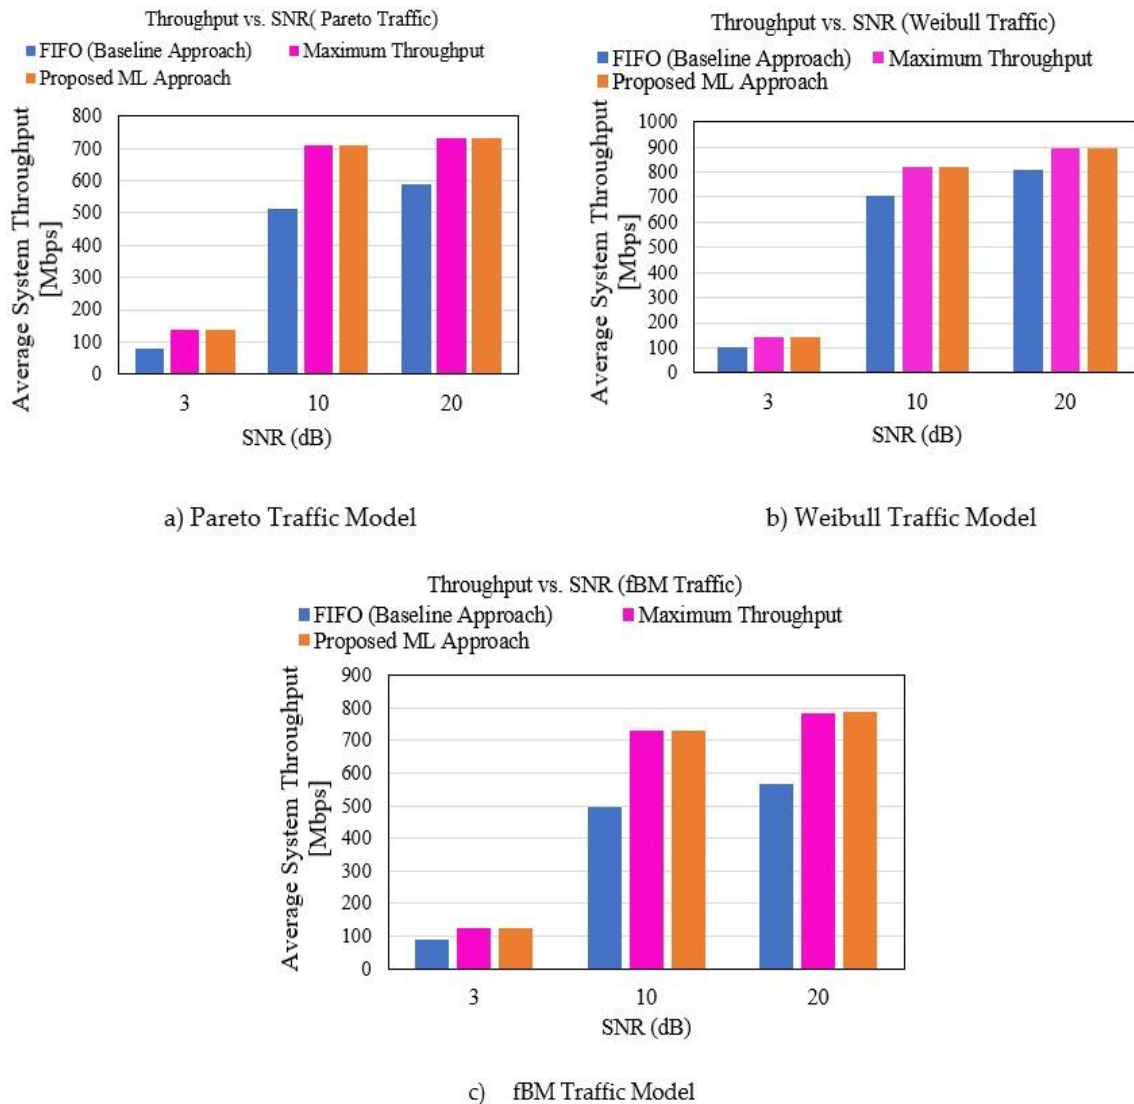 Throughput vs. SNR( Pareto Traffic)
FIFO (Baseline Approach) Maximum Throughput
Proposed ML Approach
Average System Throughput
[Mbps]
800
700
600
500
400
300
200
100
0
3 10 20
SNR (dB)
a) Pareto Traffic Model
Throughput vs. SNR (Weibull Traffic)
FIFO (Baseline Approach) Maximum Throughput
Proposed ML Approach
Average System Throughput
[Mbps]
1000
900
800
700
600
500
400
300
200
100
0
3 10 20
SNR (dB)
b) Weibull Traffic Model
Throughput vs. SNR (fBM Traffic)
FIFO (Baseline Approach) Maximum Throughput
Proposed ML Approach
Average System Throughput
[Mbps]
900
800
700
600
500
400
300
200
100
0
3 10 20
SNR (dB)
c) fBM Traffic Model